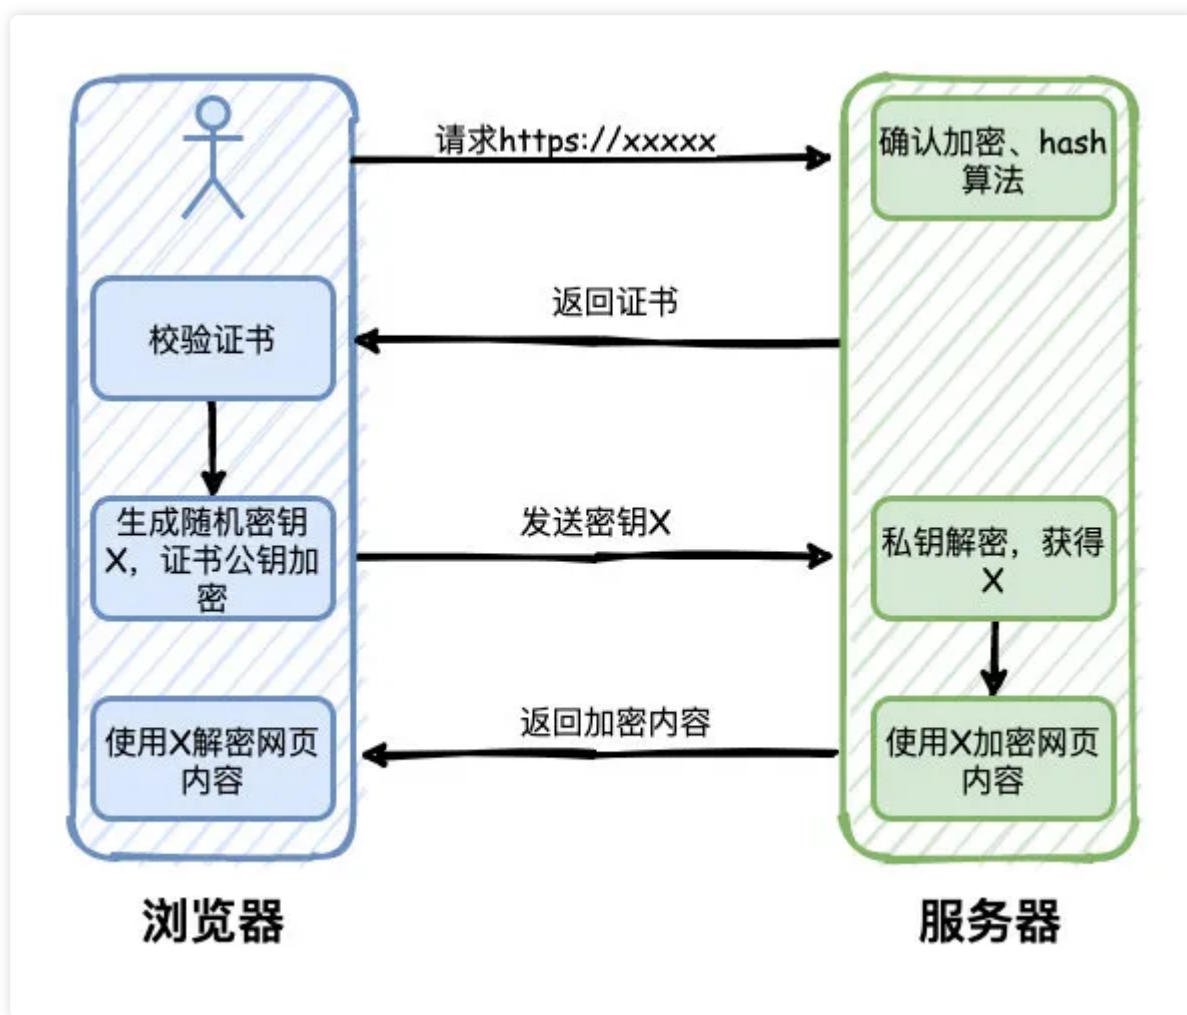 请求https://xxxxx
确认加密、hash
算法
返回证书
校验证书
生成随机密钥
X，证书公钥加
密
发送密钥X
私钥解密，获得
X
使用X加密网页
内容
返回加密内容
使用X解密网页
内容
浏览器
服务器